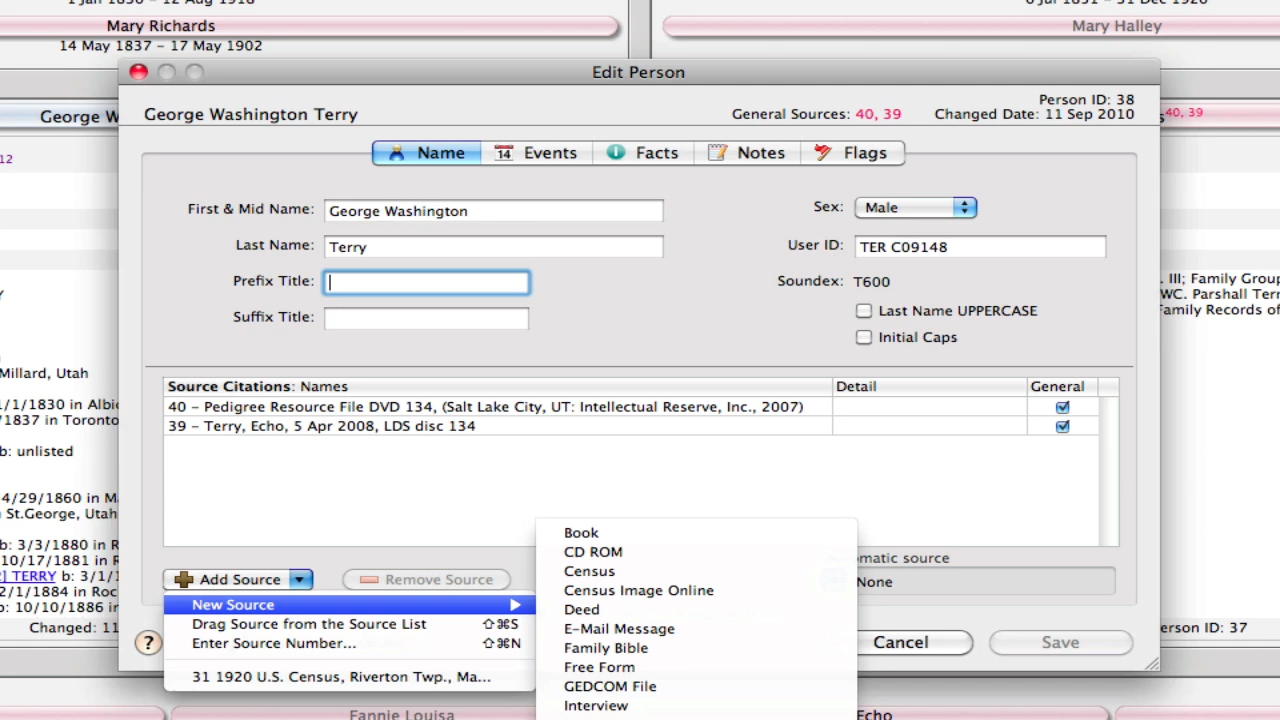 1 Jan 1830 – 12 Aug 1918
6 Jul 1851 – 31 Dec 1926
Mary Richards
Mary Halley
14 May 1837 – 17 May 1902
Edit Person
George W
George Washington Terry
General Sources: 40, 39
Person ID: 38
Changed Date: 11 Sep 2010
s40, 39
12
Name
14 Events
Facts
Notes
Flags
First & Mid Name: George Washington
Sex: Male
Last Name: Terry
User ID: TER C09148
Prefix Title:
Soundex: T600
Suffix Title:
Last Name UPPERCASE
Initial Caps
. III; Family Group
WC. Parshall Terr
Family Records of
Y
Millard, Utah
1/1/1830 in Albio
/1837 in Toronto
b: unlisted
4/29/1860 in Ma
n St.George, Utah
b: 3/3/1880 in R
10/17/1881 in R
] TERRY b: 3/1/1
2/1/1884 in Roc
b: 10/10/1886 in
Changed: 11
Source Citations: Names
Detail
General
40 – Pedigree Resource File DVD 134, (Salt Lake City, UT: Intellectual Reserve, Inc., 2007)
39 – Terry, Echo, 5 Apr 2008, LDS disc 134
Add Source
Remove Source
omatic source
None
New Source
Drag Source from the Source List ⇧⌘S
Enter Source Number... ⇧⌘N
31 1920 U.S. Census, Riverton Twp., Ma...
Book
CD ROM
Census
Census Image Online
Deed
E-Mail Message
Family Bible
Free Form
GEDCOM File
Interview
?
Cancel
Save
erson ID: 37
Fannie Louisa
Echo